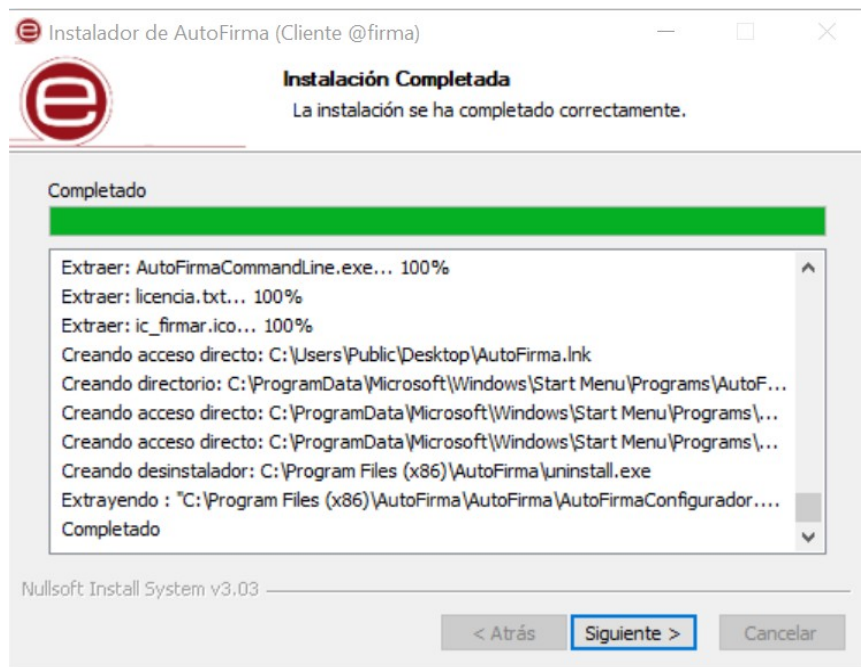 Instalador de AutoFirma (Cliente @firma)
Instalación Completada
La instalación se ha completado correctamente.
Completado
Extraer: AutoFirmaCommandLine.exe... 100%
Extraer: licencia.txt... 100%
Extraer: ic_firmar.ico... 100%
Creando acceso directo: C:\Users\Public\Desktop\AutoFirma.lnk
Creando directorio: C:\ProgramData\Microsoft\Windows\Start Menu\Programs\AutoF...
Creando acceso directo: C:\ProgramData\Microsoft\Windows\Start Menu\Programs\...
Creando acceso directo: C:\ProgramData\Microsoft\Windows\Start Menu\Programs\...
Creando desinstalador: C:\Program Files (x86)\AutoFirma\uninstall.exe
Extrayendo : "C:\Program Files (x86)\AutoFirma\AutoFirma\AutoFirmaConfigurador....
Completado
Nullsoft Install System v3.03
< Atrás Siguiente > Cancelar